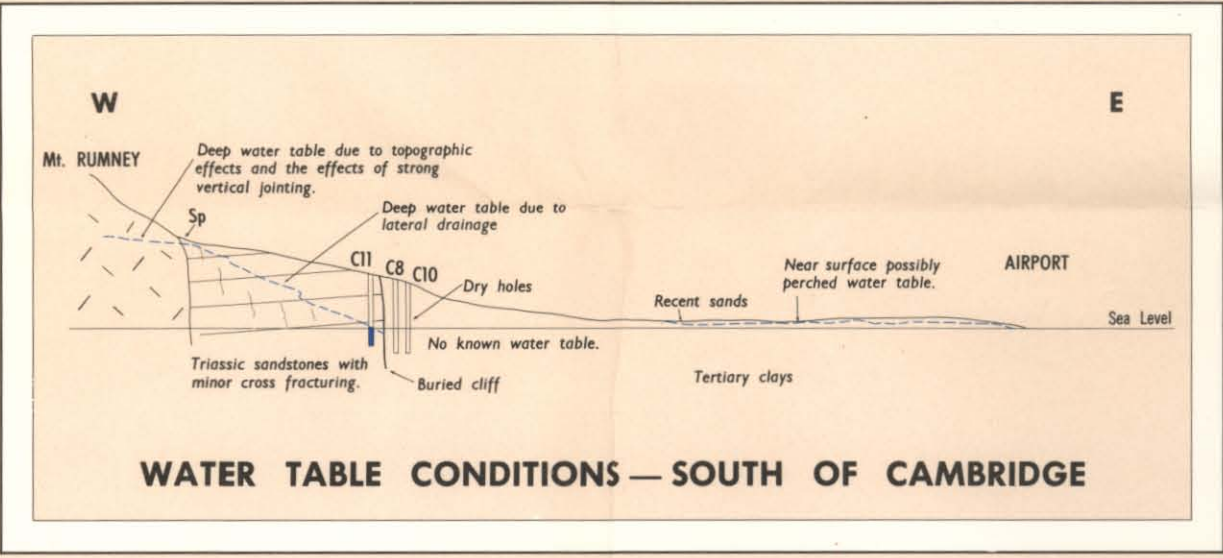 W
E
Mt. RUMNEY
Deep water table due to topographic
effects and the effects of strong
vertical jointing.
Sp
Deep water table due to
lateral drainage
C11
C8
C10
Dry holes
Near surface possibly
perched water table.
AIRPORT
Recent sands
Sea Level
No known water table.
Triassic sandstones with
minor cross fracturing.
Buried cliff
Tertiary clays
WATER TABLE CONDITIONS — SOUTH OF CAMBRIDGE